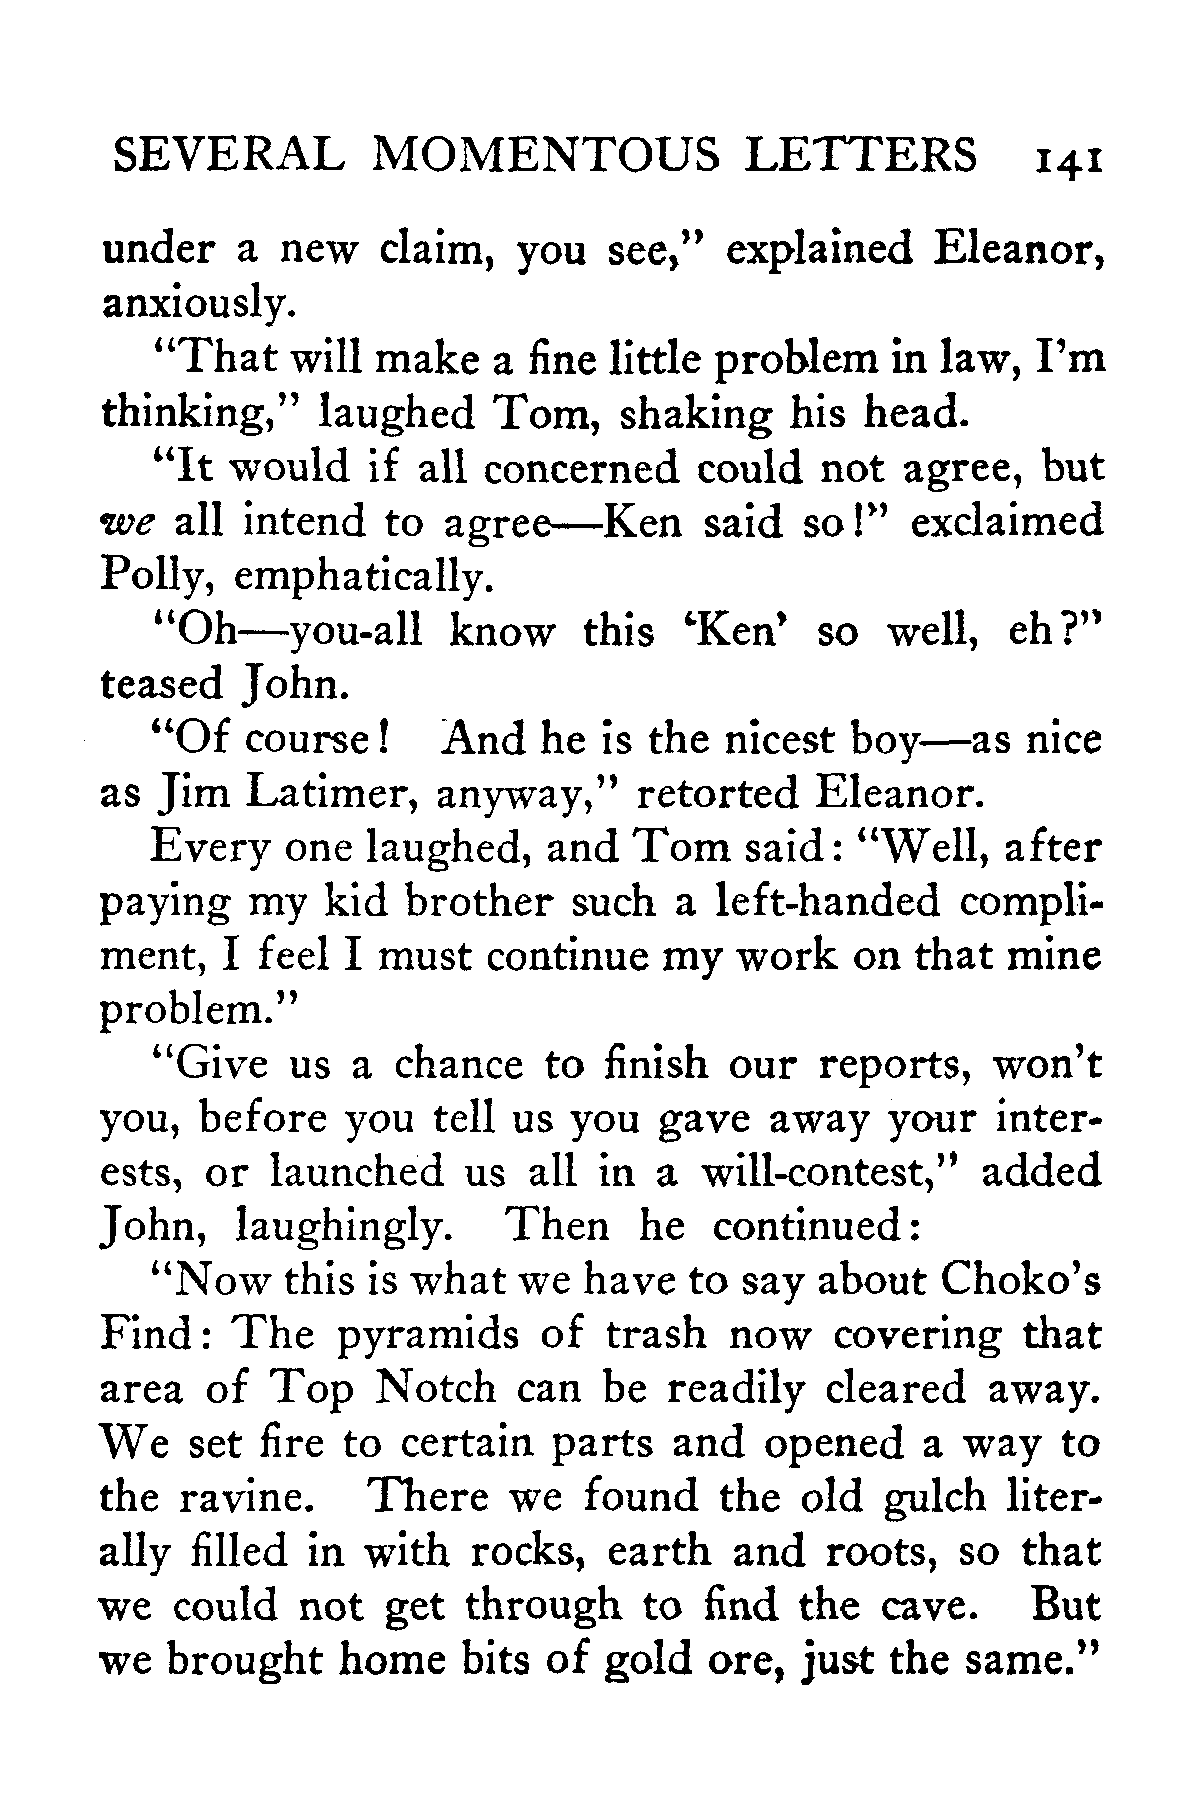 SEVERAL MOMENTOUS LETTERS 141
under a new claim, you see,” explained Eleanor,
anxiously.
“That will make a fine little problem in law, I’m
thinking,” laughed Tom, shaking his head.
“It would if all concerned could not agree, but
we all intend to agree—Ken said so!” exclaimed
Polly, emphatically.
“Oh—you-all know this ‘Ken’ so well, eh?”
teased John.
“Of course! And he is the nicest boy—as nice
as Jim Latimer, anyway,” retorted Eleanor.
Every one laughed, and Tom said: “Well, after
paying my kid brother such a left-handed compli-
ment, I feel I must continue my work on that mine
problem.”
“Give us a chance to finish our reports, won’t
you, before you tell us you gave away your inter-
ests, or launched us all in a will-contest,” added
John, laughingly. Then he continued:
“Now this is what we have to say about Choko’s
Find: The pyramids of trash now covering that
area of Top Notch can be readily cleared away.
We set fire to certain parts and opened a way to
the ravine. There we found the old gulch liter-
ally filled in with rocks, earth and roots, so that
we could not get through to find the cave. But
we brought home bits of gold ore, just the same.”